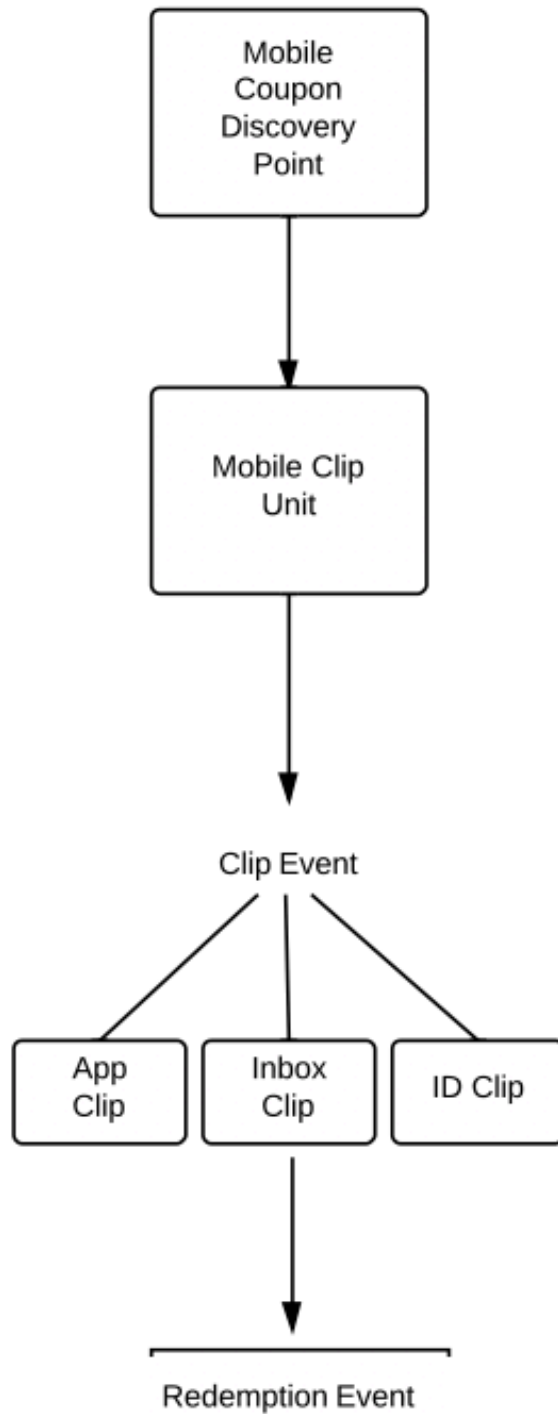 Mobile
Coupon
Discovery
Point
Mobile Clip
Unit
Clip Event
App
Clip
Inbox
Clip
ID Clip
Redemption Event